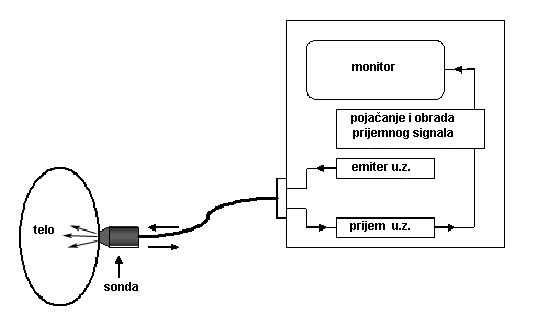 monitor
pojačanje i obrada
prijemnog signala
emiter u.z.
prijem u.z.
telo
sonda